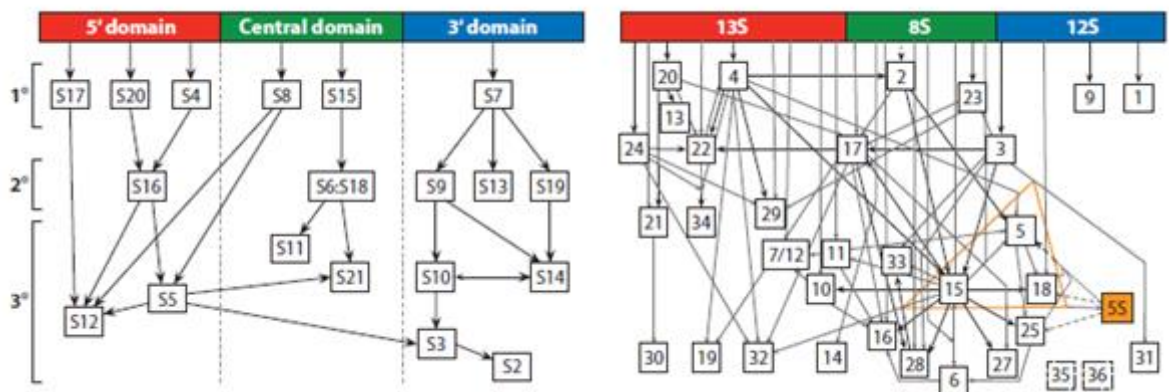 5' domain Central domain 3' domain
13S 8S 12S
1°
S17 S20 S4 S8 S15 S7
2°
S16 S6:S18 S9 S13 S19
3°
S11
S21 S10 S14
S5
S12
S3
S2
20 4 2 23 9 1
13
24 22 17 3
21 34 29
5
7/12 11 33
10 15 18
5S
16 25
30 19 32 14 28 27 31
6 35 36